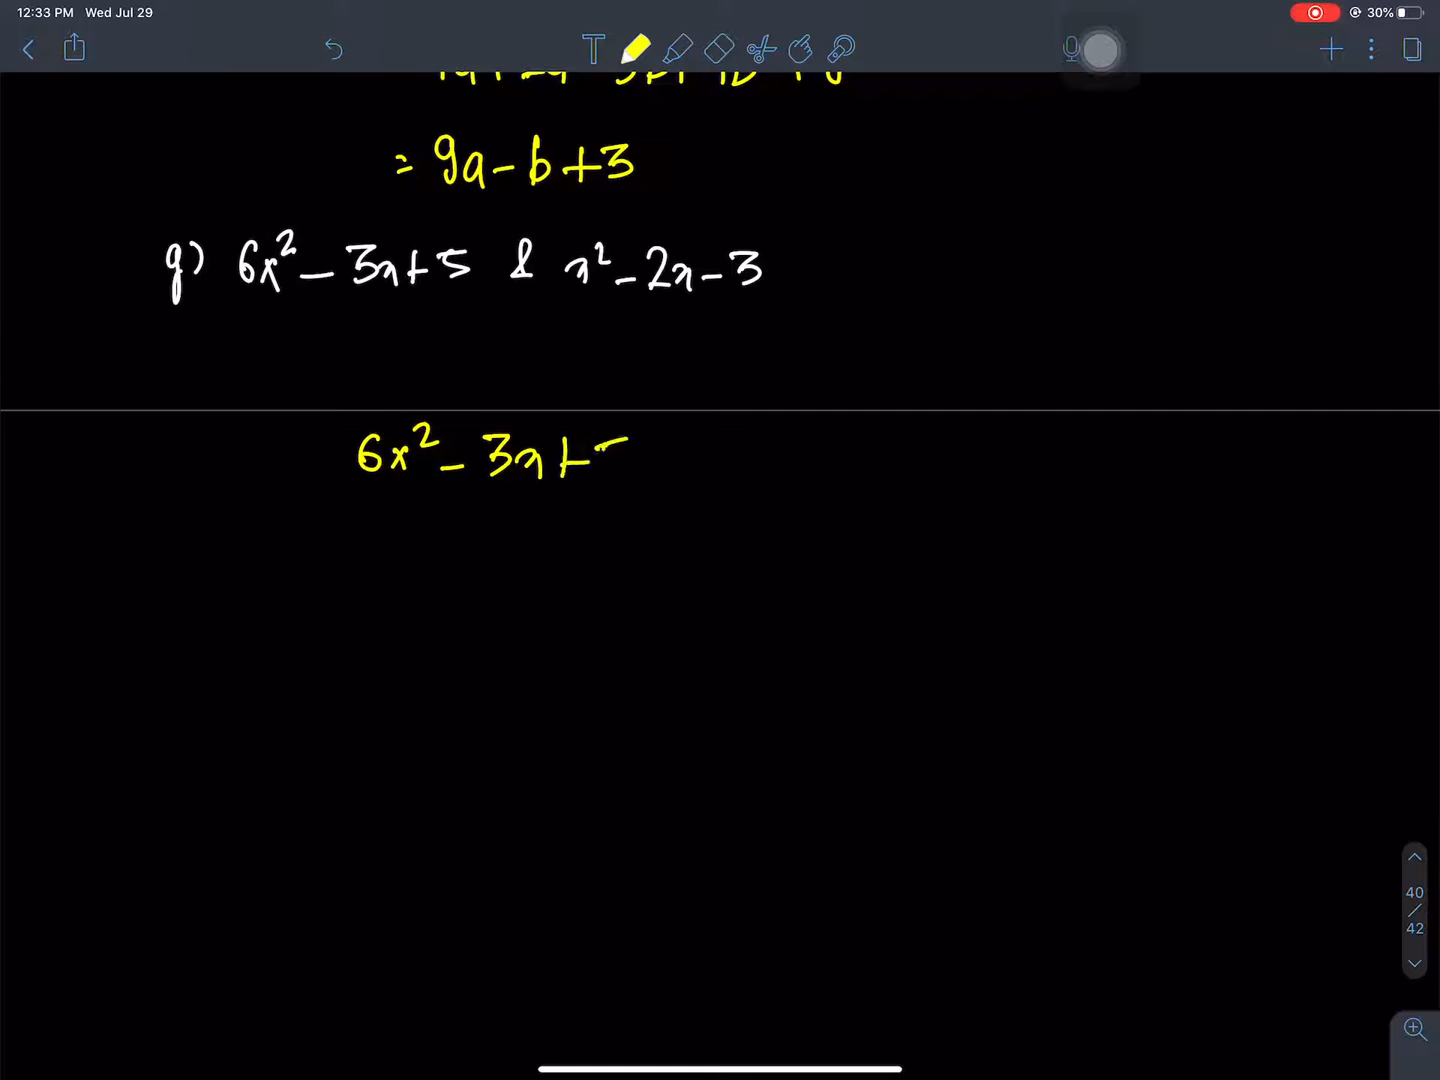 12:33 PM Wed Jul 29 30%
= 9a - b + 3
g) 6x² - 3x + 5 & x² - 2x - 3
6x² - 3x +
40
/
42